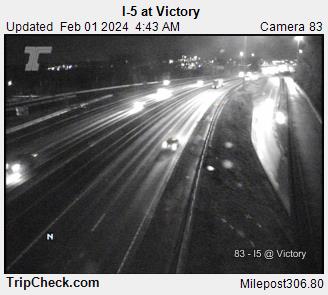 I-5 at Victory
Updated  Feb 01 2024  4:43 AM
Camera 83
T
N
83 - I5 @ Victory
TripCheck.com
Milepost306.80